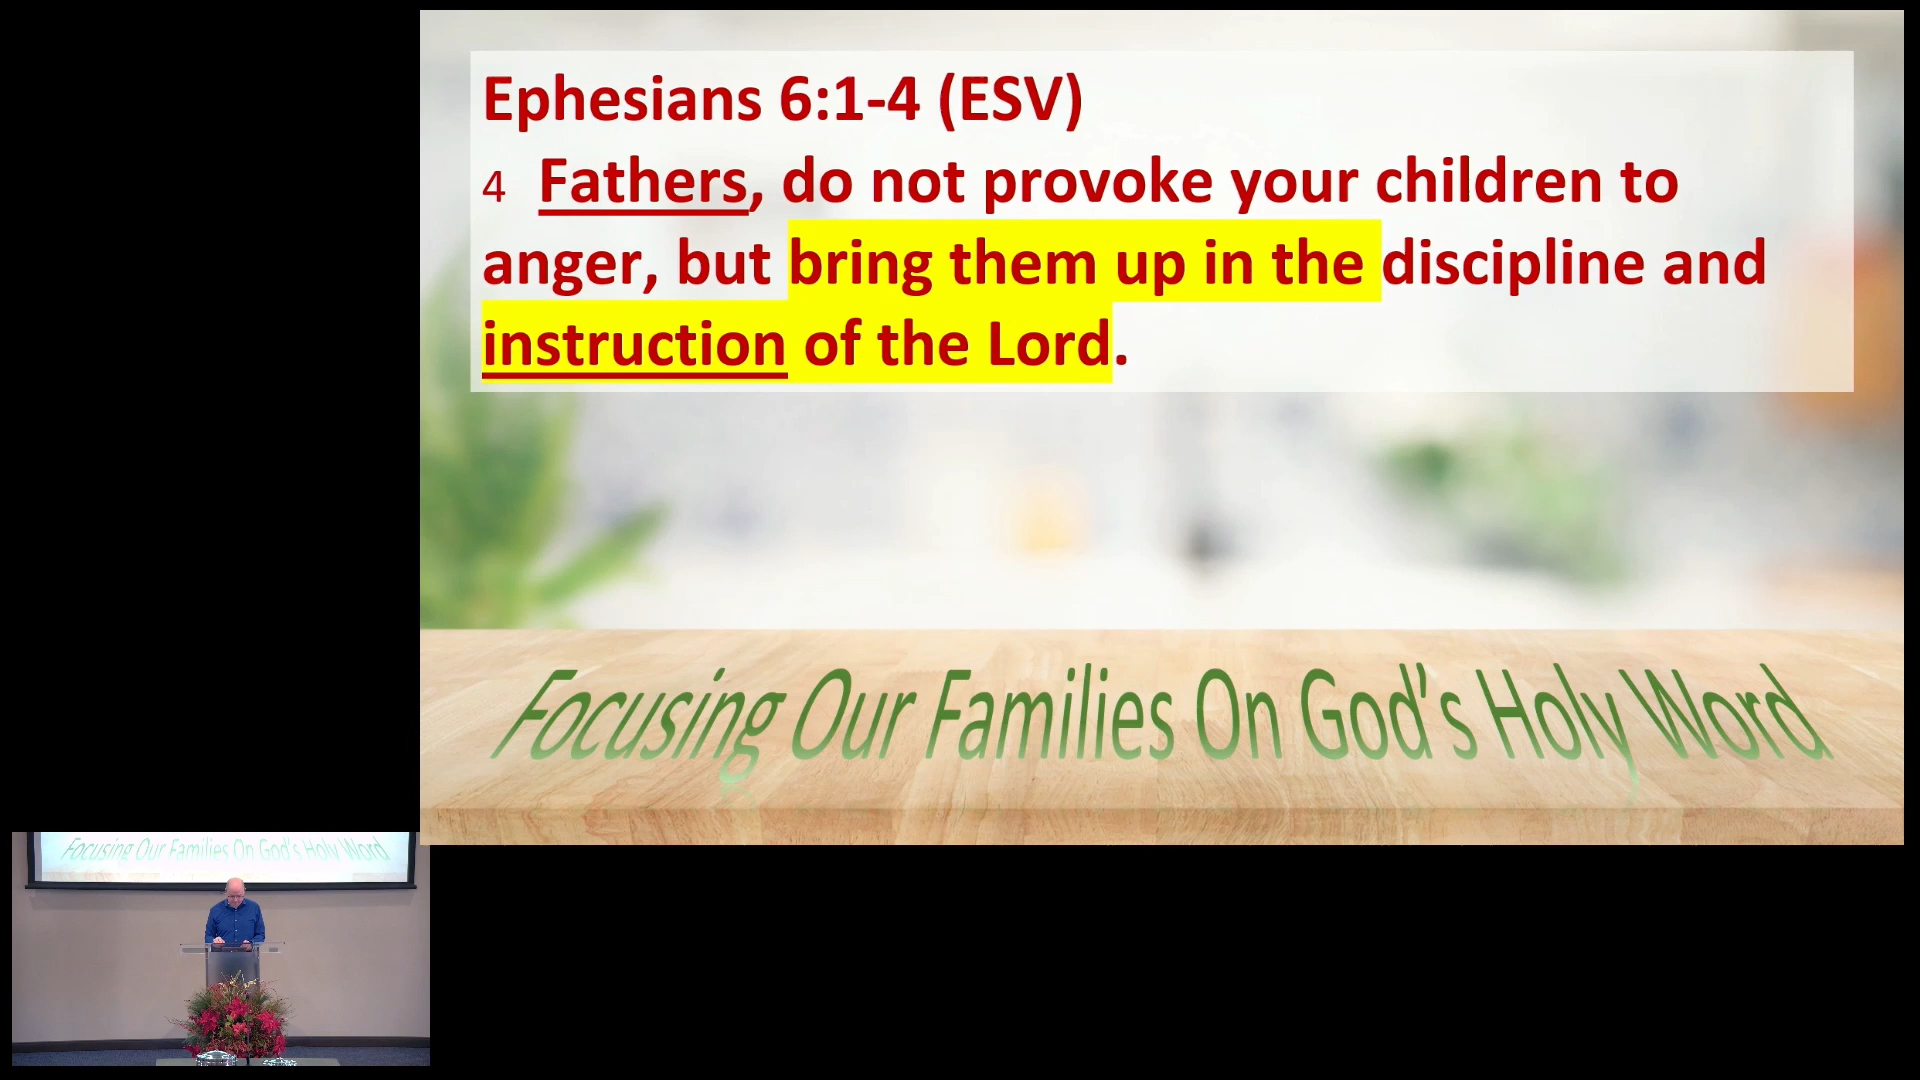 Ephesians 6:1-4 (ESV)
4 Fathers, do not provoke your children to
anger, but bring them up in the discipline and
instruction of the Lord.
Focusing Our Families On God's Holy Word
Focusing Our Families On God's Holy Word